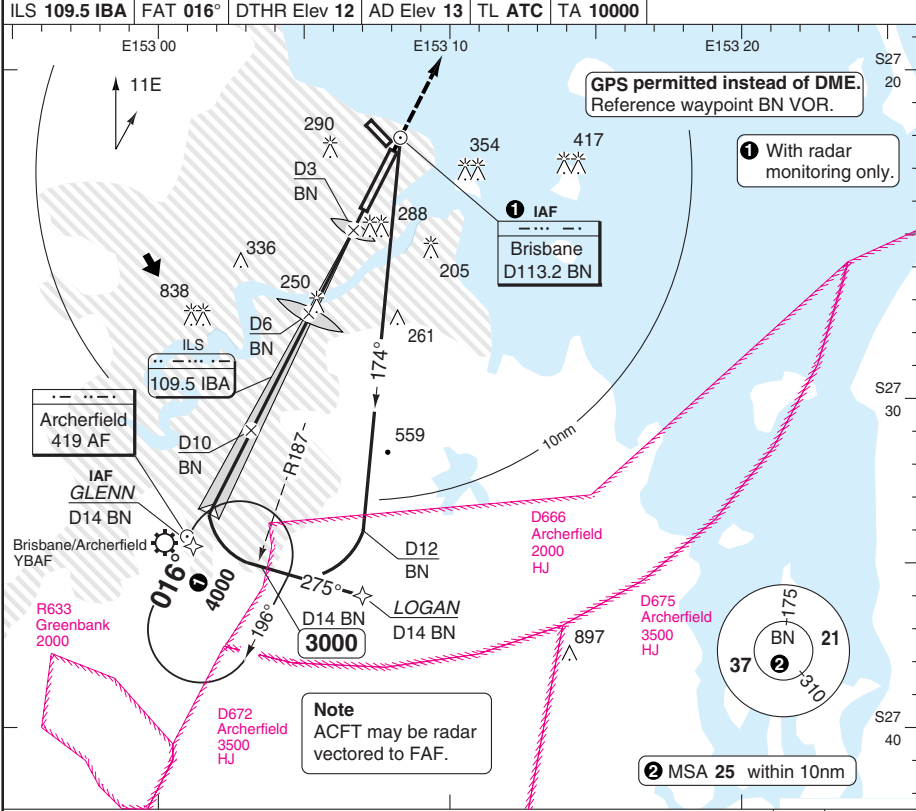 ILS 109.5 IBA FAT 016° DTHR Elev 12 AD Elev 13 TL ATC TA 10000
E153 00
E153 10
E153 20
S27
20
11E
GPS permitted instead of DME.
Reference waypoint BN VOR.
❶ With radar
monitoring only.
290
354
417
D3
BN
288
❶ IAF
Brisbane
D113.2 BN
336
205
838
250
261
D6
BN
ILS
109.5 IBA
174°
S27
30
Archerfield
419 AF
D10
BN
R187
559
10nm
IAF
GLENN
D14 BN
Brisbane/Archerfield
YBAF
D666
Archerfield
2000
HJ
D12
BN
016°
❶
4000
275°
LOGAN
D14 BN
196°
D14 BN
3000
R633
Greenbank
2000
D675
Archerfield
3500
HJ
897
175
BN
21
37
❷
310
D672
Archerfield
3500
HJ
Note
ACFT may be radar
vectored to FAF.
S27
40
❷ MSA 25 within 10nm